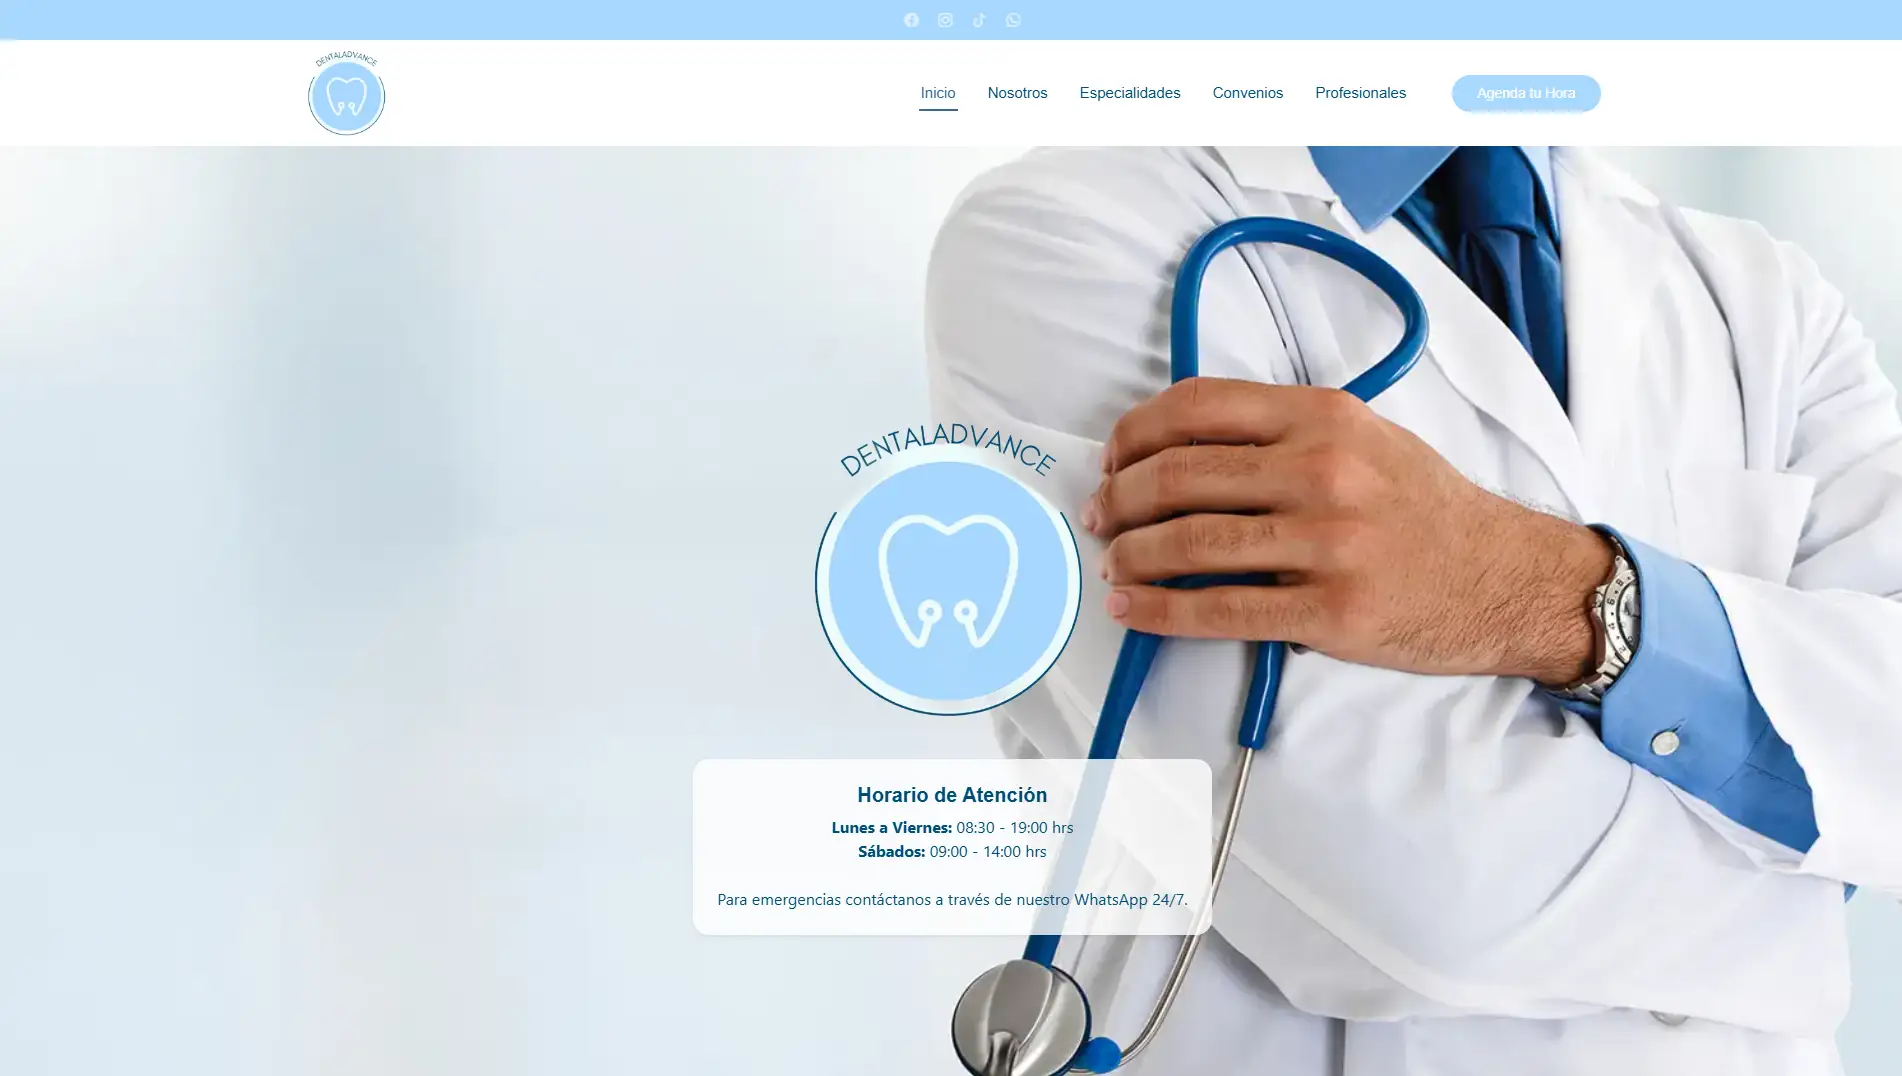 DENTALADVANCE
Inicio
Nosotros
Especialidades
Convenios
Profesionales
Agenda tu Hora
DENTALADVANCE
Horario de Atención
Lunes a Viernes: 08:30 - 19:00 hrs
Sábados: 09:00 - 14:00 hrs
Para emergencias contáctanos a través de nuestro WhatsApp 24/7.